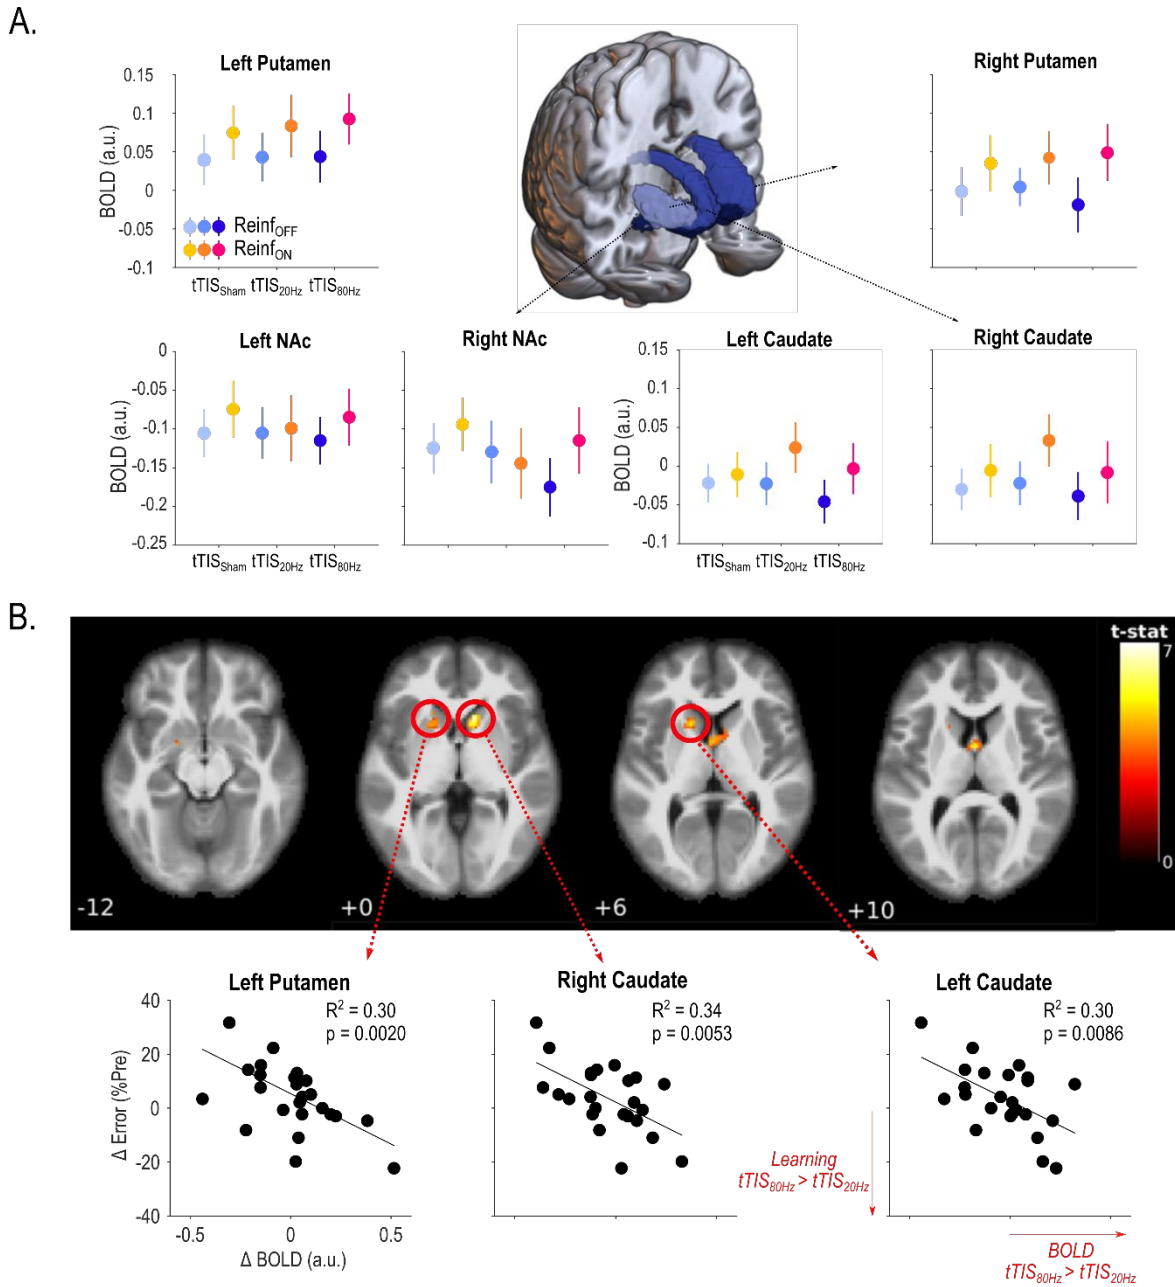 A.
Left Putamen
BOLD (a.u.)
0.15
0.1
0.05
0
-0.05
-0.1
Reinf_OFF
Reinf_ON
tTIS_Sham tTIS_20Hz tTIS_80Hz
Right Putamen
Left NAc
BOLD (a.u.)
0
-0.05
-0.1
-0.15
-0.2
-0.25
tTIS_Sham tTIS_20Hz tTIS_80Hz
Right NAc
Left Caudate
BOLD (a.u.)
0.15
0.1
0.05
0
-0.05
-0.1
tTIS_Sham tTIS_20Hz tTIS_80Hz
Right Caudate
B.
t-stat
7
0
-12
+0
+6
+10
Left Putamen
R² = 0.30
p = 0.0020
Δ Error (%Pre)
40
20
0
-20
-40
-0.5 0 0.5
Δ BOLD (a.u.)
Right Caudate
R² = 0.34
p = 0.0053
Learning
tTIS_80Hz > tTIS_20Hz
Left Caudate
R² = 0.30
p = 0.0086
BOLD
tTIS_80Hz > tTIS_20Hz